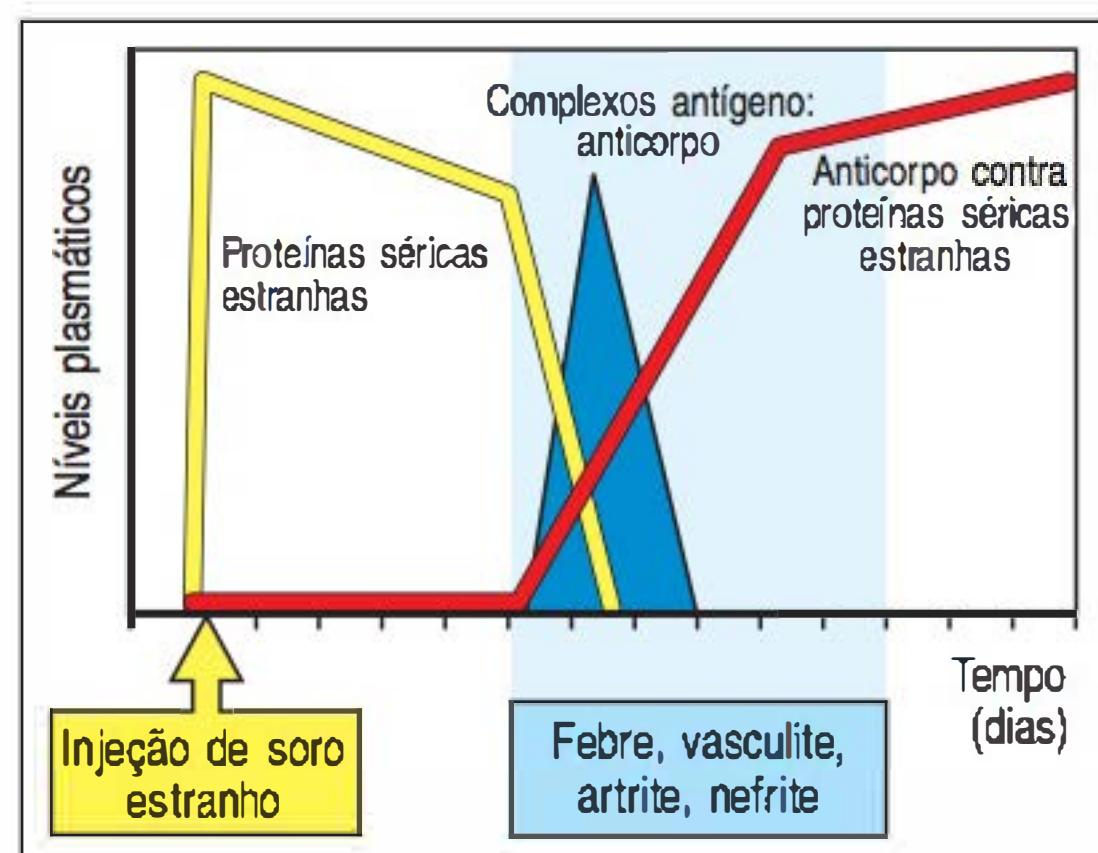 Níveis plasmáticos
Proteínas séricas
estranhas
Complexos antígeno:
anticorpo
Anticorpo contra
proteínas séricas
estranhas
Tempo
(dias)
Injeção de soro
estranho
Febre, vasculite,
artrite, nefrite